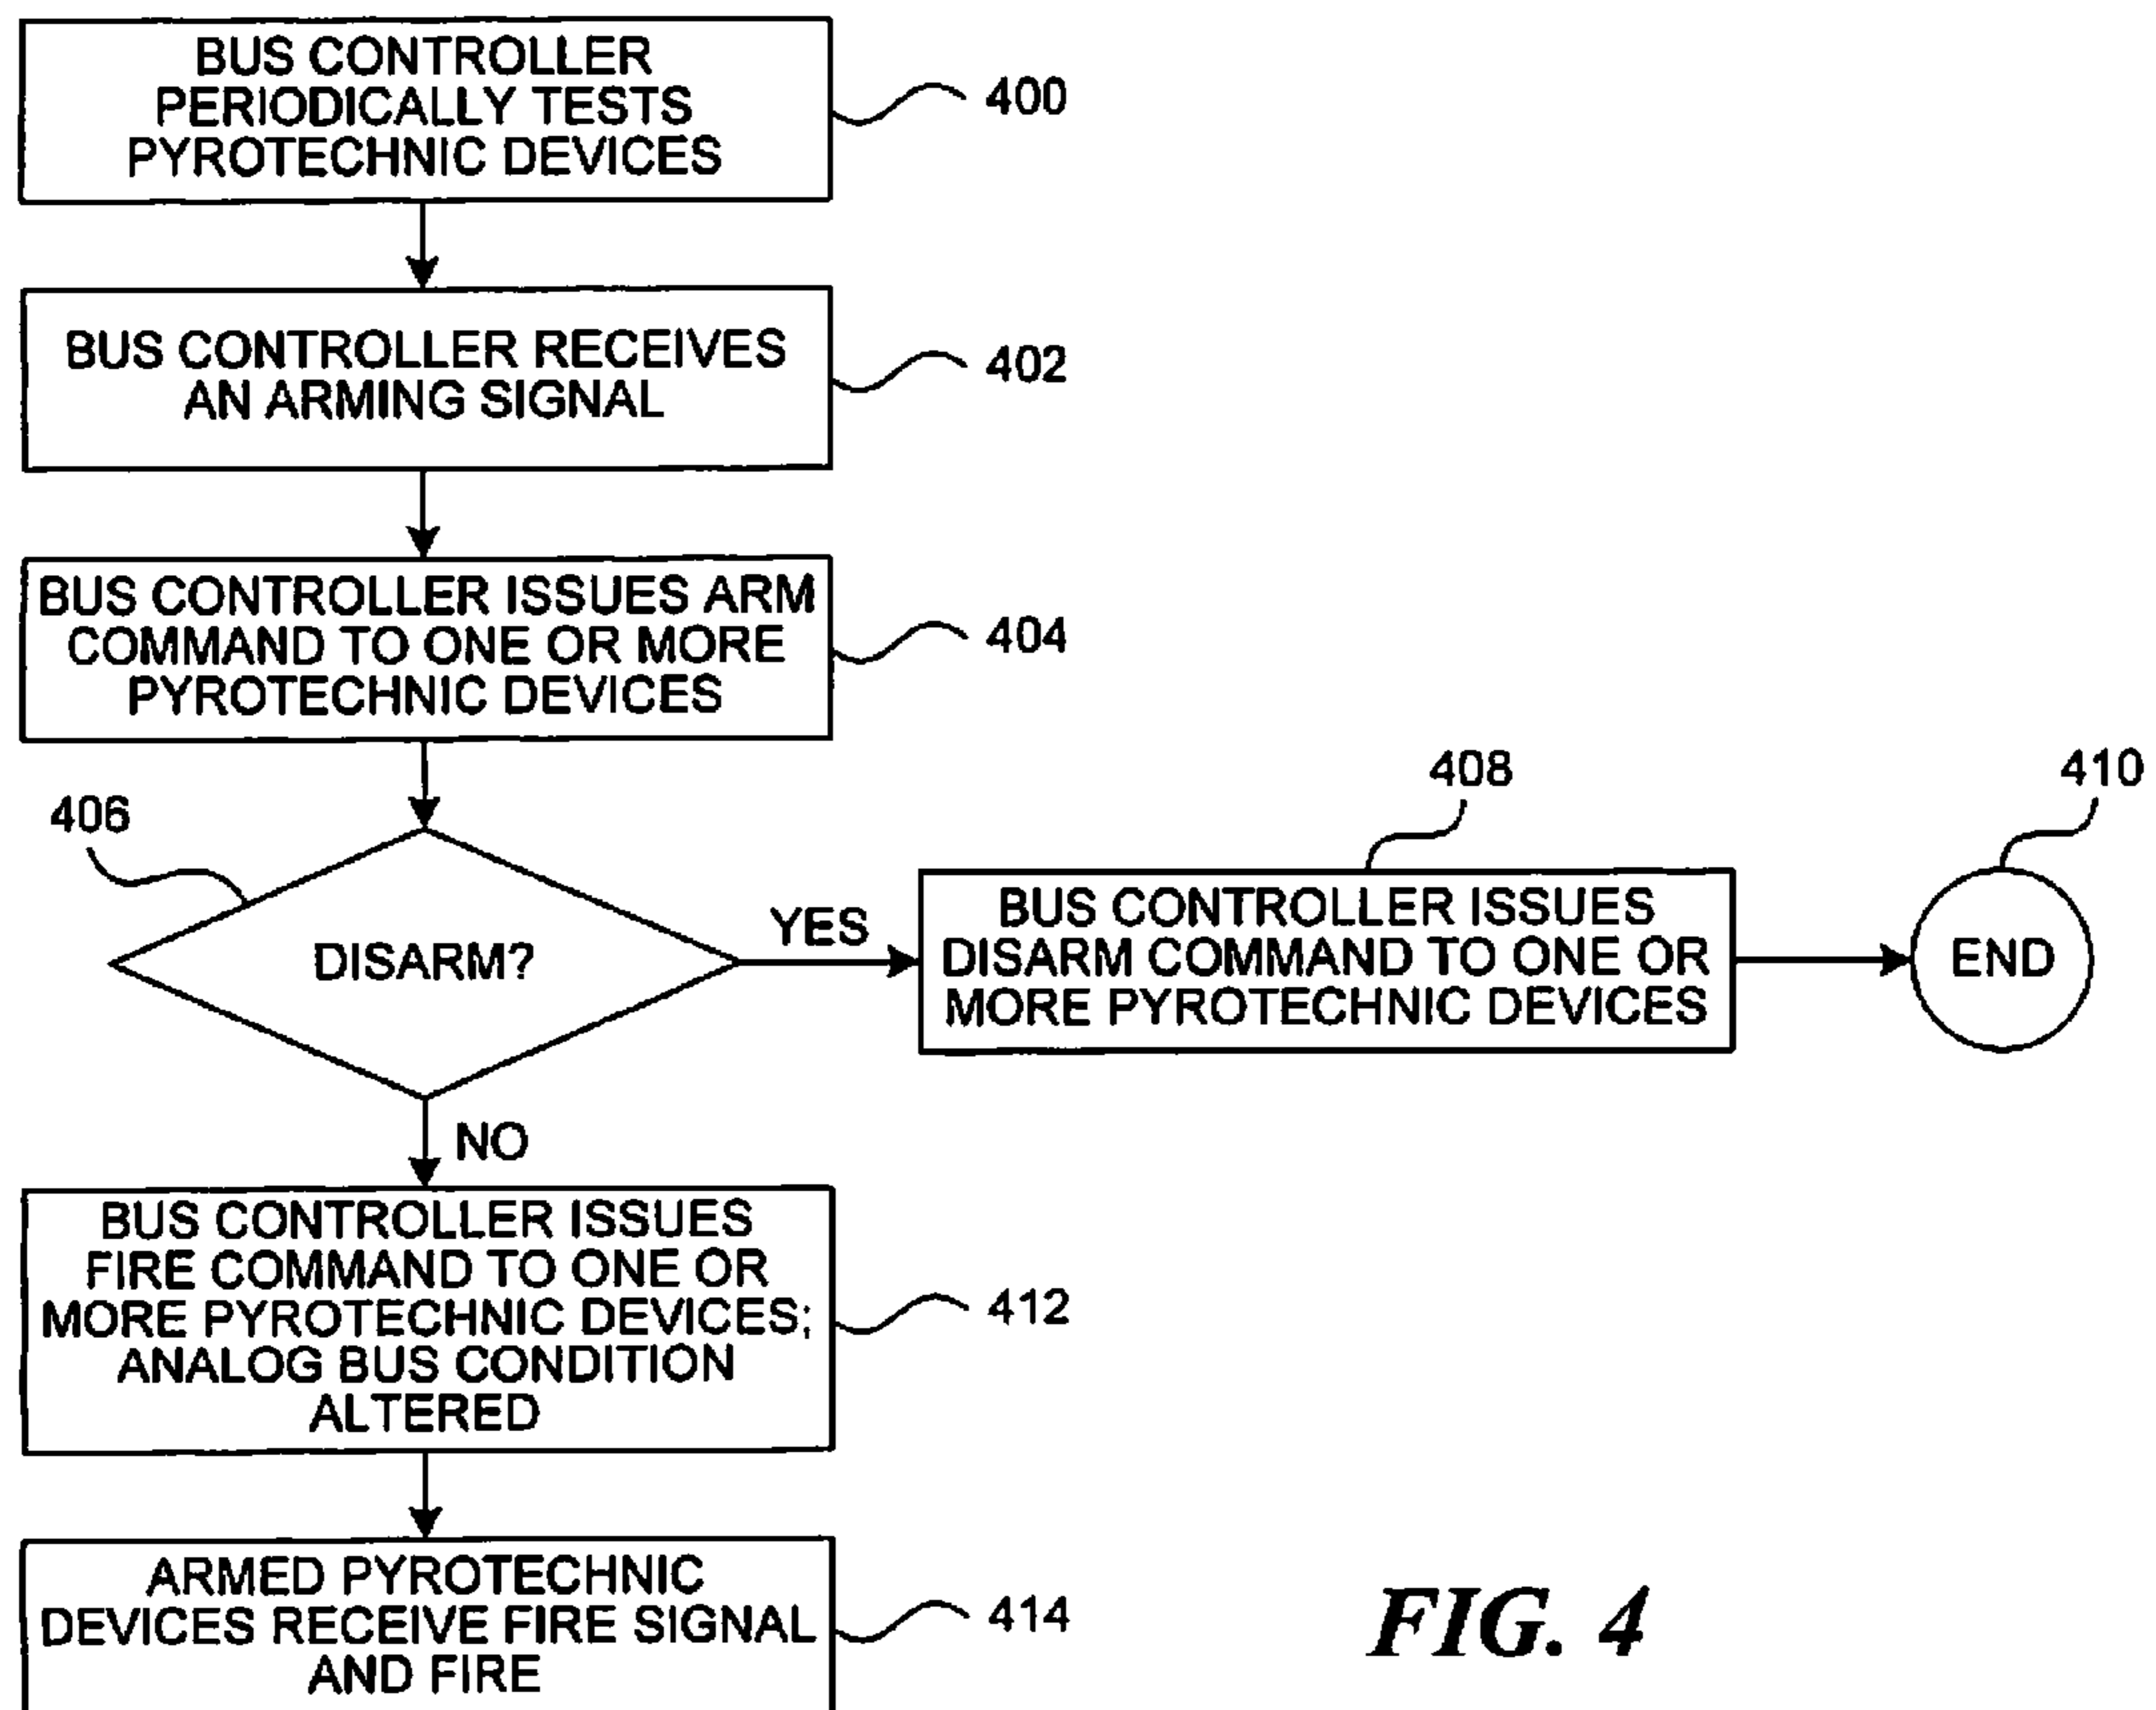 BUS CONTROLLER
PERIODICALLY TESTS
PYROTECHNIC DEVICES
400
BUS CONTROLLER RECEIVES
AN ARMING SIGNAL
402
BUS CONTROLLER ISSUES ARM
COMMAND TO ONE OR MORE
PYROTECHNIC DEVICES
404
406
DISARM?
YES
408
BUS CONTROLLER ISSUES
DISARM COMMAND TO ONE OR
MORE PYROTECHNIC DEVICES
410
END
NO
BUS CONTROLLER ISSUES
FIRE COMMAND TO ONE OR
MORE PYROTECHNIC DEVICES;
ANALOG BUS CONDITION
ALTERED
412
ARMED PYROTECHNIC
DEVICES RECEIVE FIRE SIGNAL
AND FIRE
414
FIG. 4